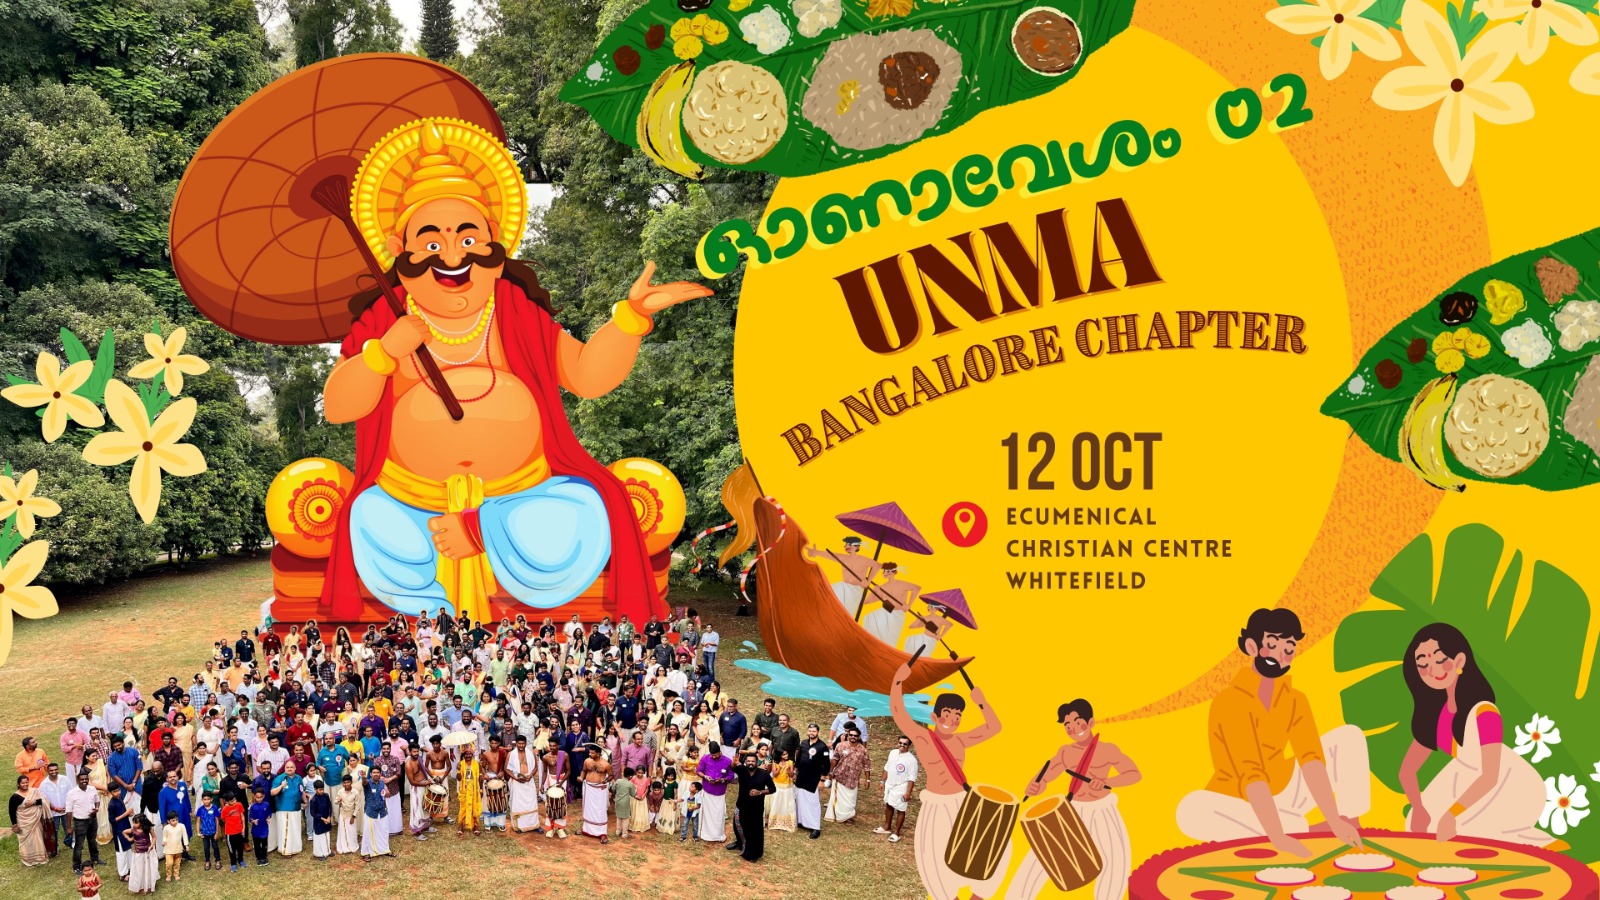 ഓണാവേശം 02
UNMA
BANGALORE CHAPTER
12 OCT
ECUMENICAL
CHRISTIAN CENTRE
WHITEFIELD